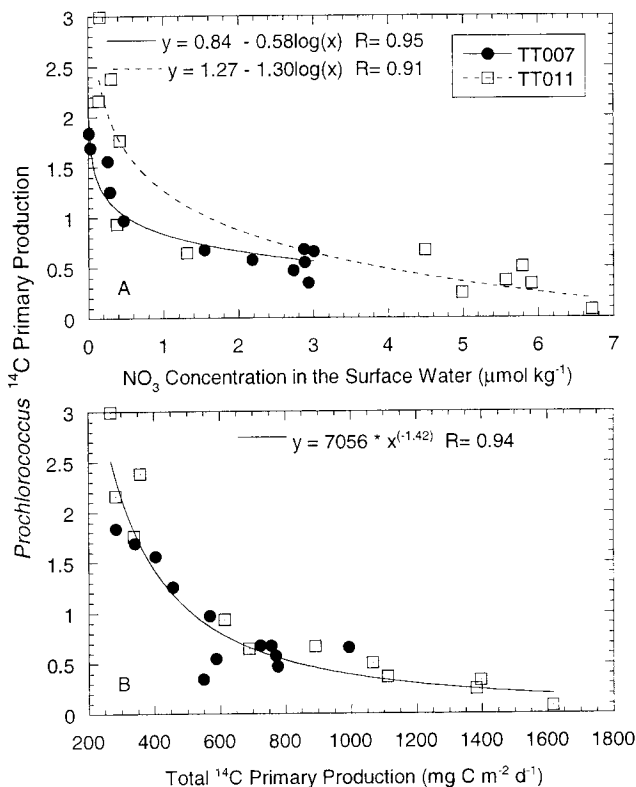 Prochlorococcus ¹⁴C Primary Production
3
2.5
2
1.5
1
0.5
0
y = 0.84 - 0.58log(x) R= 0.95
y = 1.27 - 1.30log(x) R= 0.91
TT007
TT011
A
0 1 2 3 4 5 6 7
NO₃ Concentration in the Surface Water (μmol kg⁻¹)
3
2.5
2
1.5
1
0.5
0
y = 7056 * x⁽⁻¹·⁴²⁾ R= 0.94
B
200 400 600 800 1000 1200 1400 1600 1800
Total ¹⁴C Primary Production (mg C m⁻² d⁻¹)